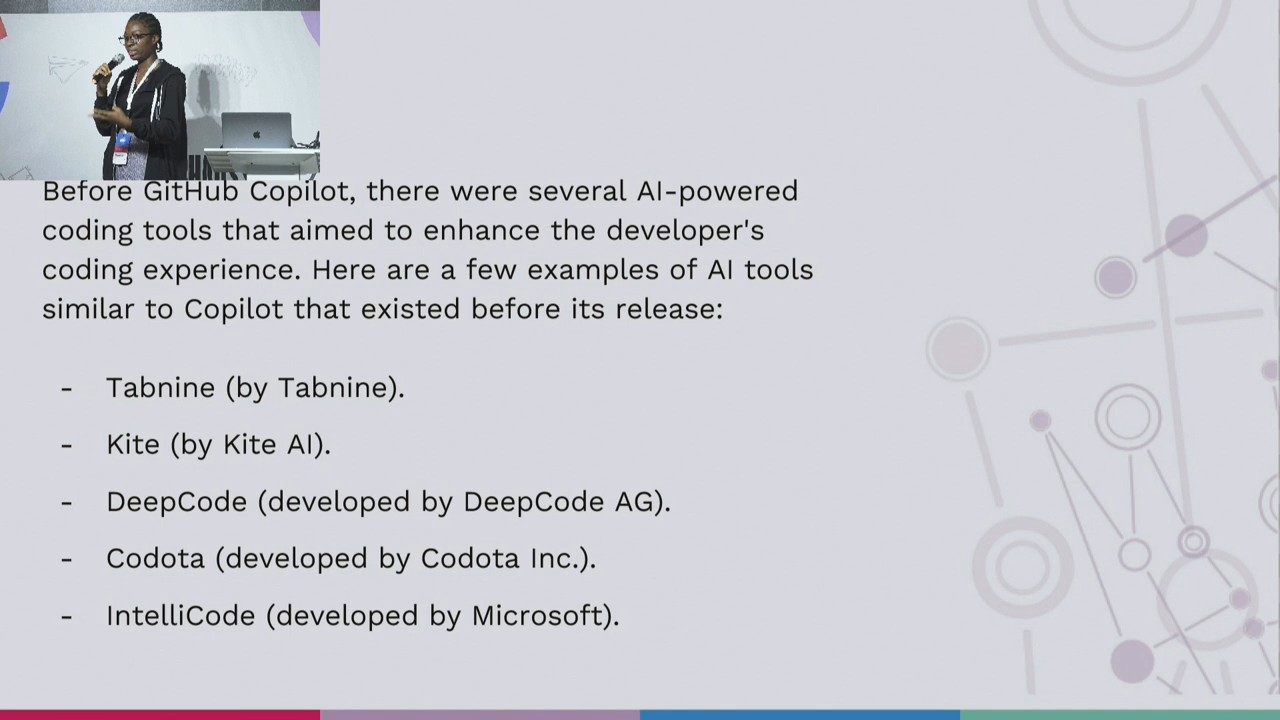 Before GitHub Copilot, there were several AI-powered
coding tools that aimed to enhance the developer's
coding experience. Here are a few examples of AI tools
similar to Copilot that existed before its release:
- Tabnine (by Tabnine).
- Kite (by Kite AI).
- DeepCode (developed by DeepCode AG).
- Codota (developed by Codota Inc.).
- IntelliCode (developed by Microsoft).